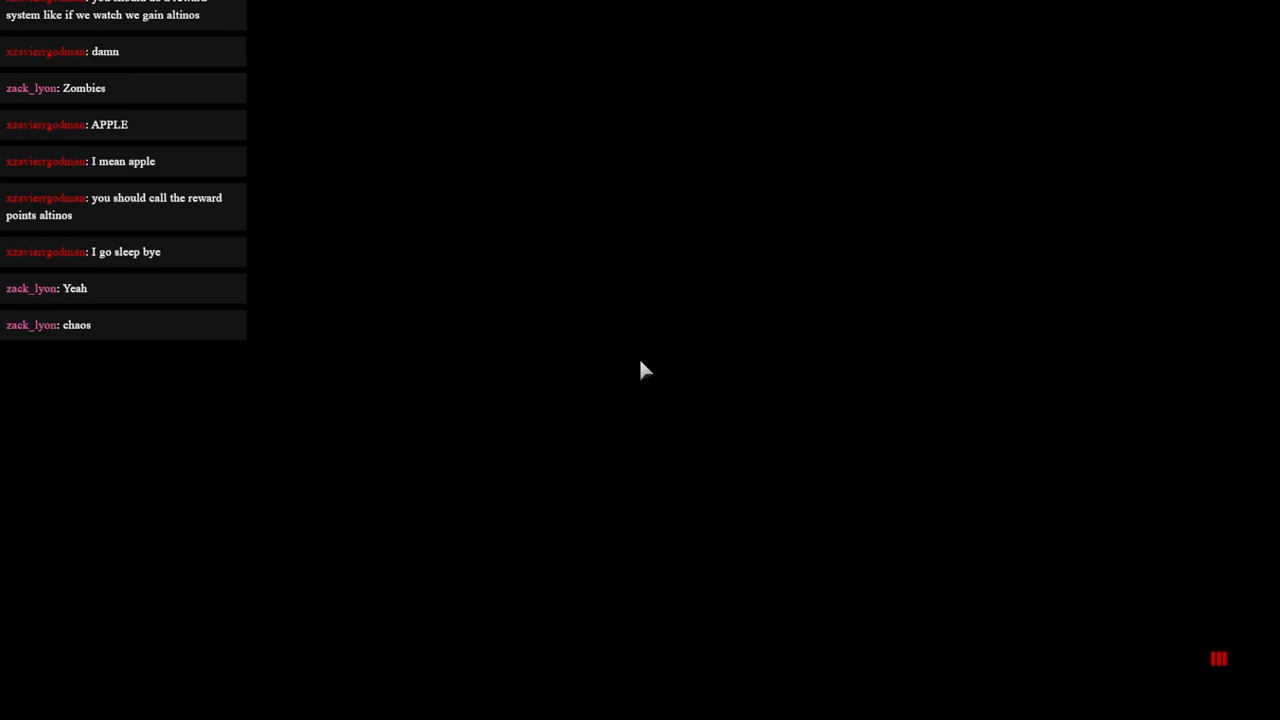 system like if we watch we gain altinos
xzavierrgodman: damn
zack_lyon: Zombies
xzavierrgodman: APPLE
xzavierrgodman: I mean apple
xzavierrgodman: you should call the reward
points altinos
xzavierrgodman: I go sleep bye
zack_lyon: Yeah
zack_lyon: chaos